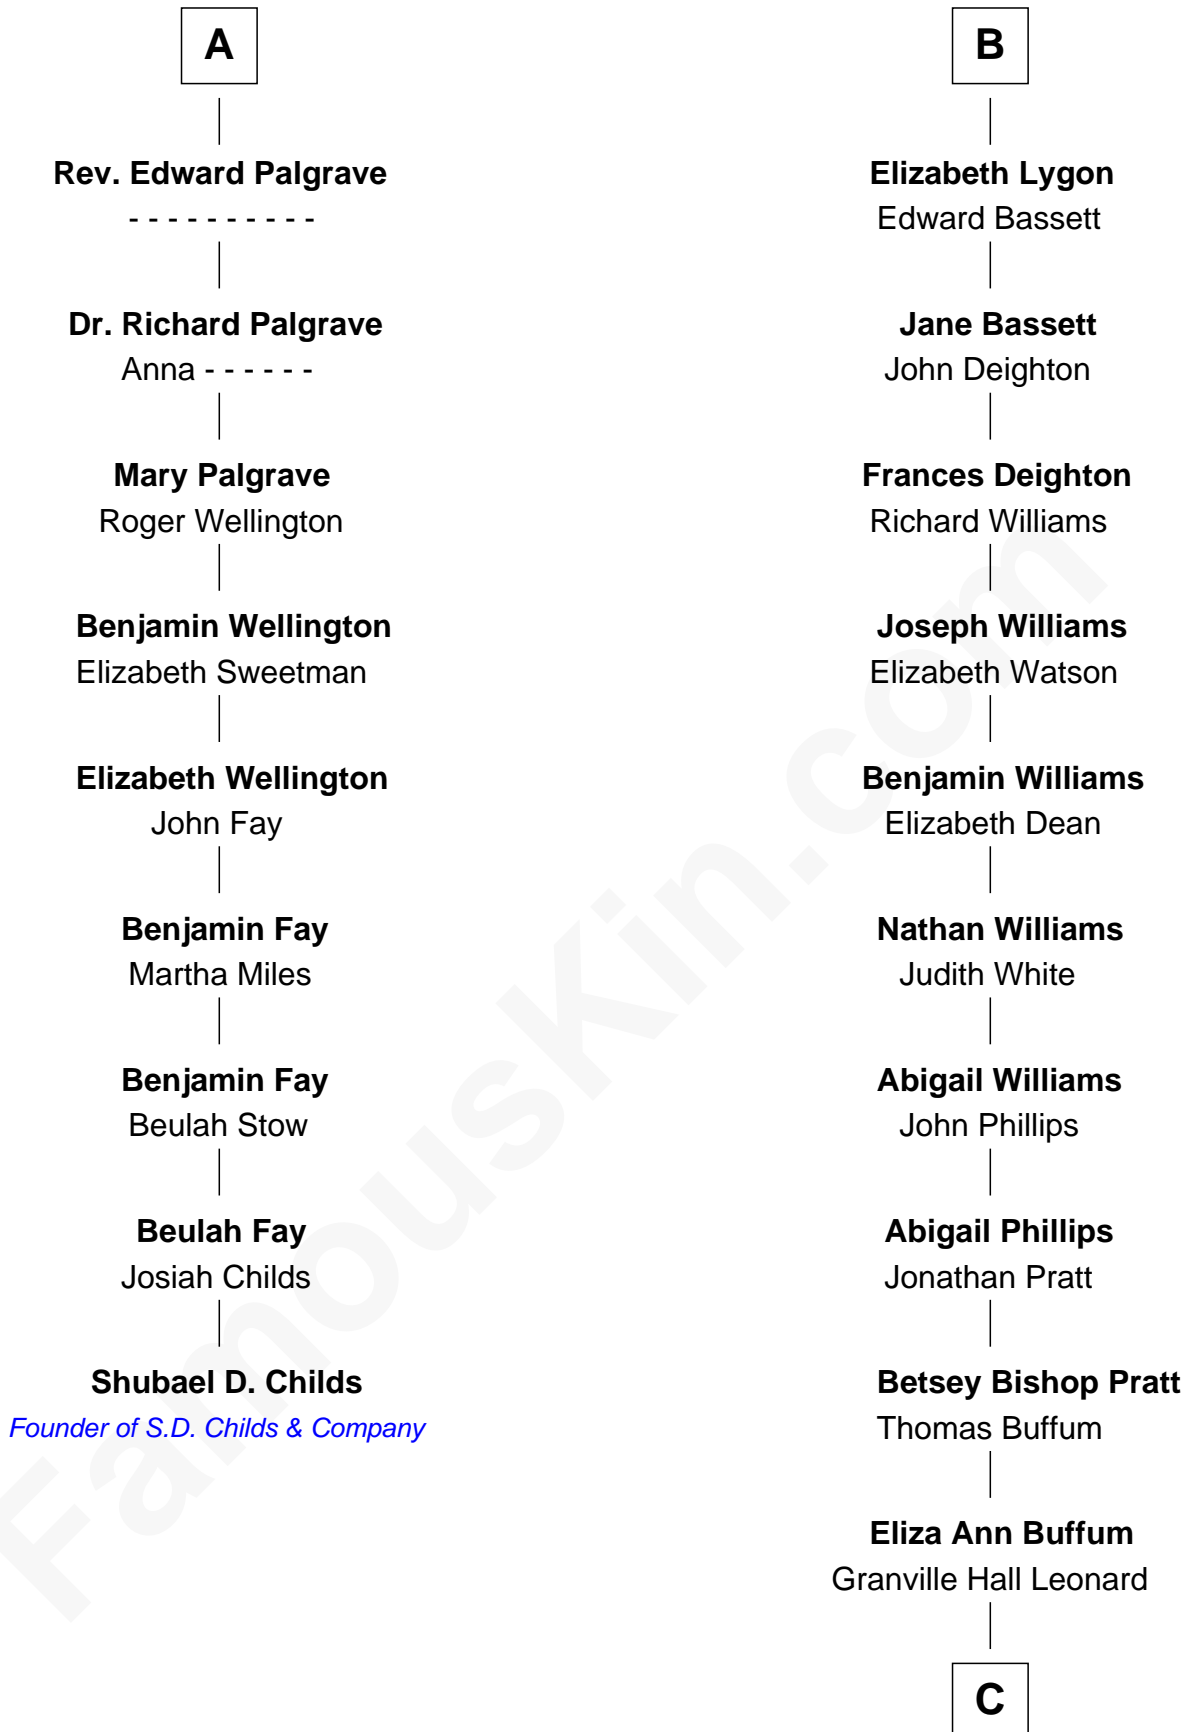 A
Rev. Edward Palgrave
- - - - - - - - - -
Dr. Richard Palgrave
Anna - - - - - -
Mary Palgrave
Roger Wellington
Benjamin Wellington
Elizabeth Sweetman
Elizabeth Wellington
John Fay
Benjamin Fay
Martha Miles
Benjamin Fay
Beulah Stow
Beulah Fay
Josiah Childs
Shubael D. Childs
Founder of S.D. Childs & Company
B
Elizabeth Lygon
Edward Bassett
Jane Bassett
John Deighton
Frances Deighton
Richard Williams
Joseph Williams
Elizabeth Watson
Benjamin Williams
Elizabeth Dean
Nathan Williams
Judith White
Abigail Williams
John Phillips
Abigail Phillips
Jonathan Pratt
Betsey Bishop Pratt
Thomas Buffum
Eliza Ann Buffum
Granville Hall Leonard
C
FamousKin.com